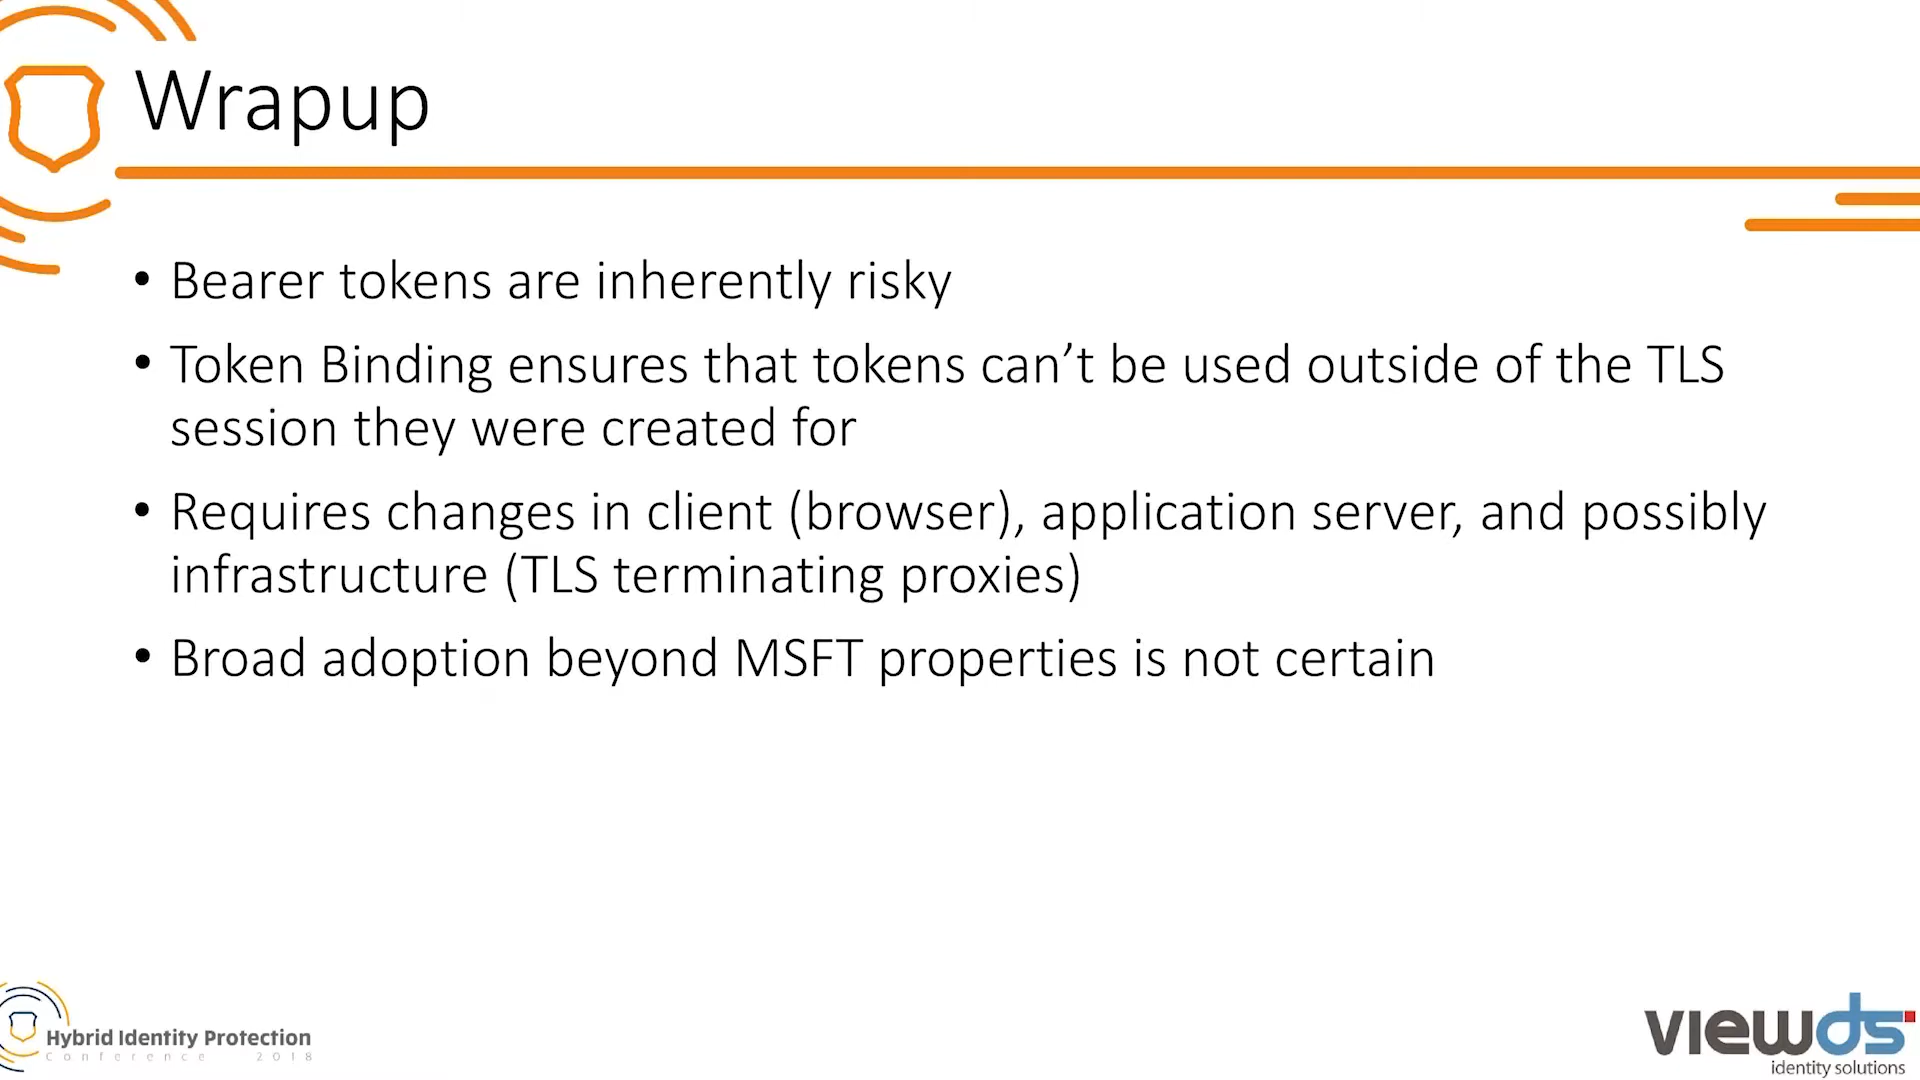 Wrapup
• Bearer tokens are inherently risky
• Token Binding ensures that tokens can’t be used outside of the TLS
session they were created for
• Requires changes in client (browser), application server, and possibly
infrastructure (TLS terminating proxies)
• Broad adoption beyond MSFT properties is not certain
Hybrid Identity Protection
Conference 2018
viewds
identity solutions